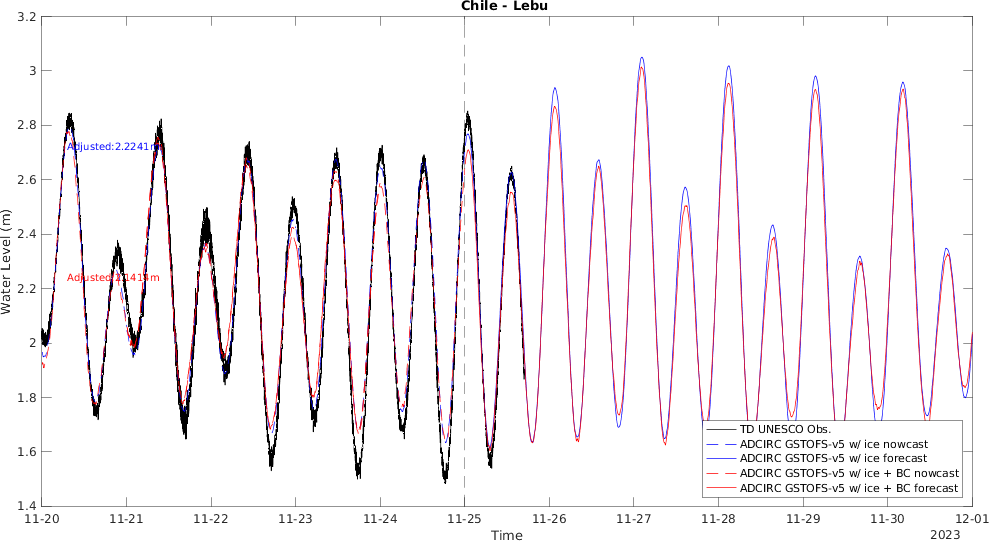 Chile - Lebu
3.2
3
2.8
2.6
2.4
2.2
2
1.8
1.6
1.4
Water Level (m)
Adjusted:2.2241m
Adjusted:2.1414m
TD UNESCO Obs.
ADCIRC GSTOFS-v5 w/ ice nowcast
ADCIRC GSTOFS-v5 w/ ice forecast
ADCIRC GSTOFS-v5 w/ ice + BC nowcast
ADCIRC GSTOFS-v5 w/ ice + BC forecast
11-20 11-21 11-22 11-23 11-24 11-25 11-26 11-27 11-28 11-29 11-30 12-01
Time
2023